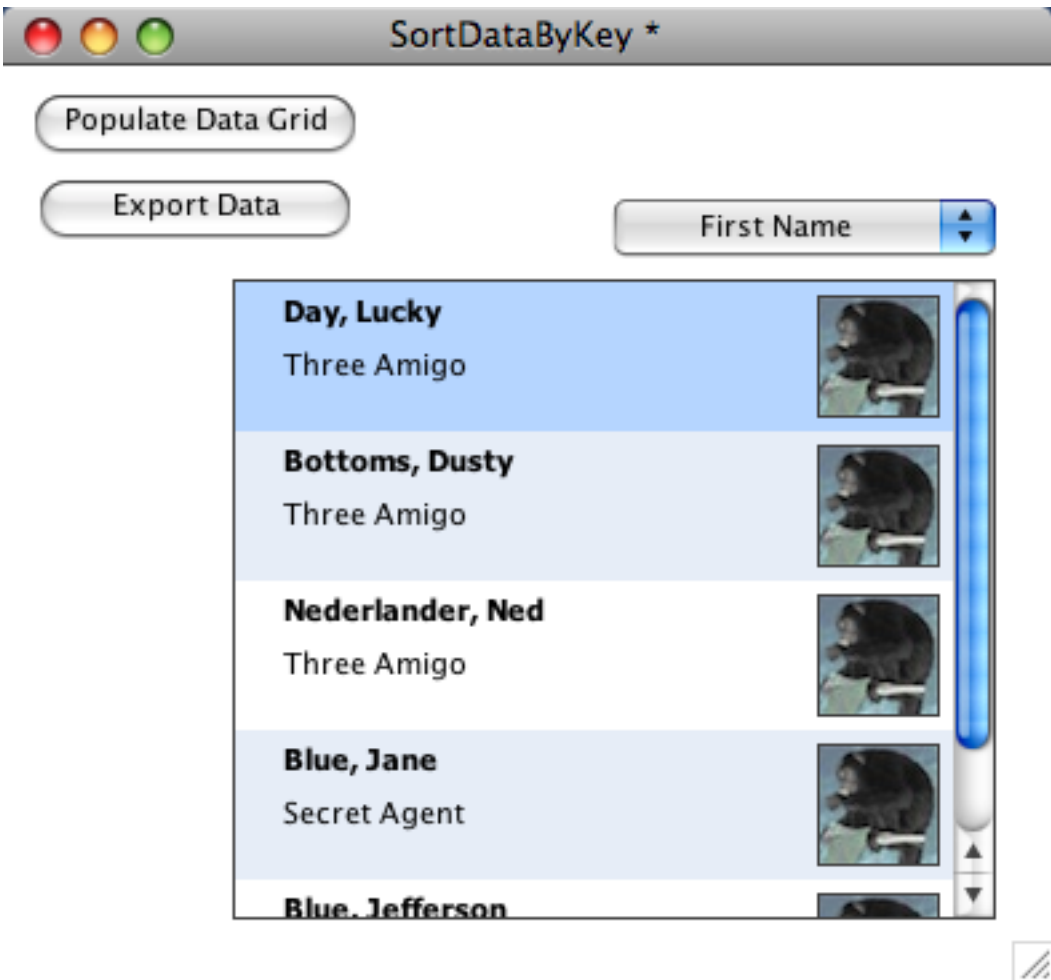 SortDataByKey *
Populate Data Grid
Export Data
First Name
Day, Lucky
Three Amigo
Bottoms, Dusty
Three Amigo
Nederlander, Ned
Three Amigo
Blue, Jane
Secret Agent
Blue, Jefferson